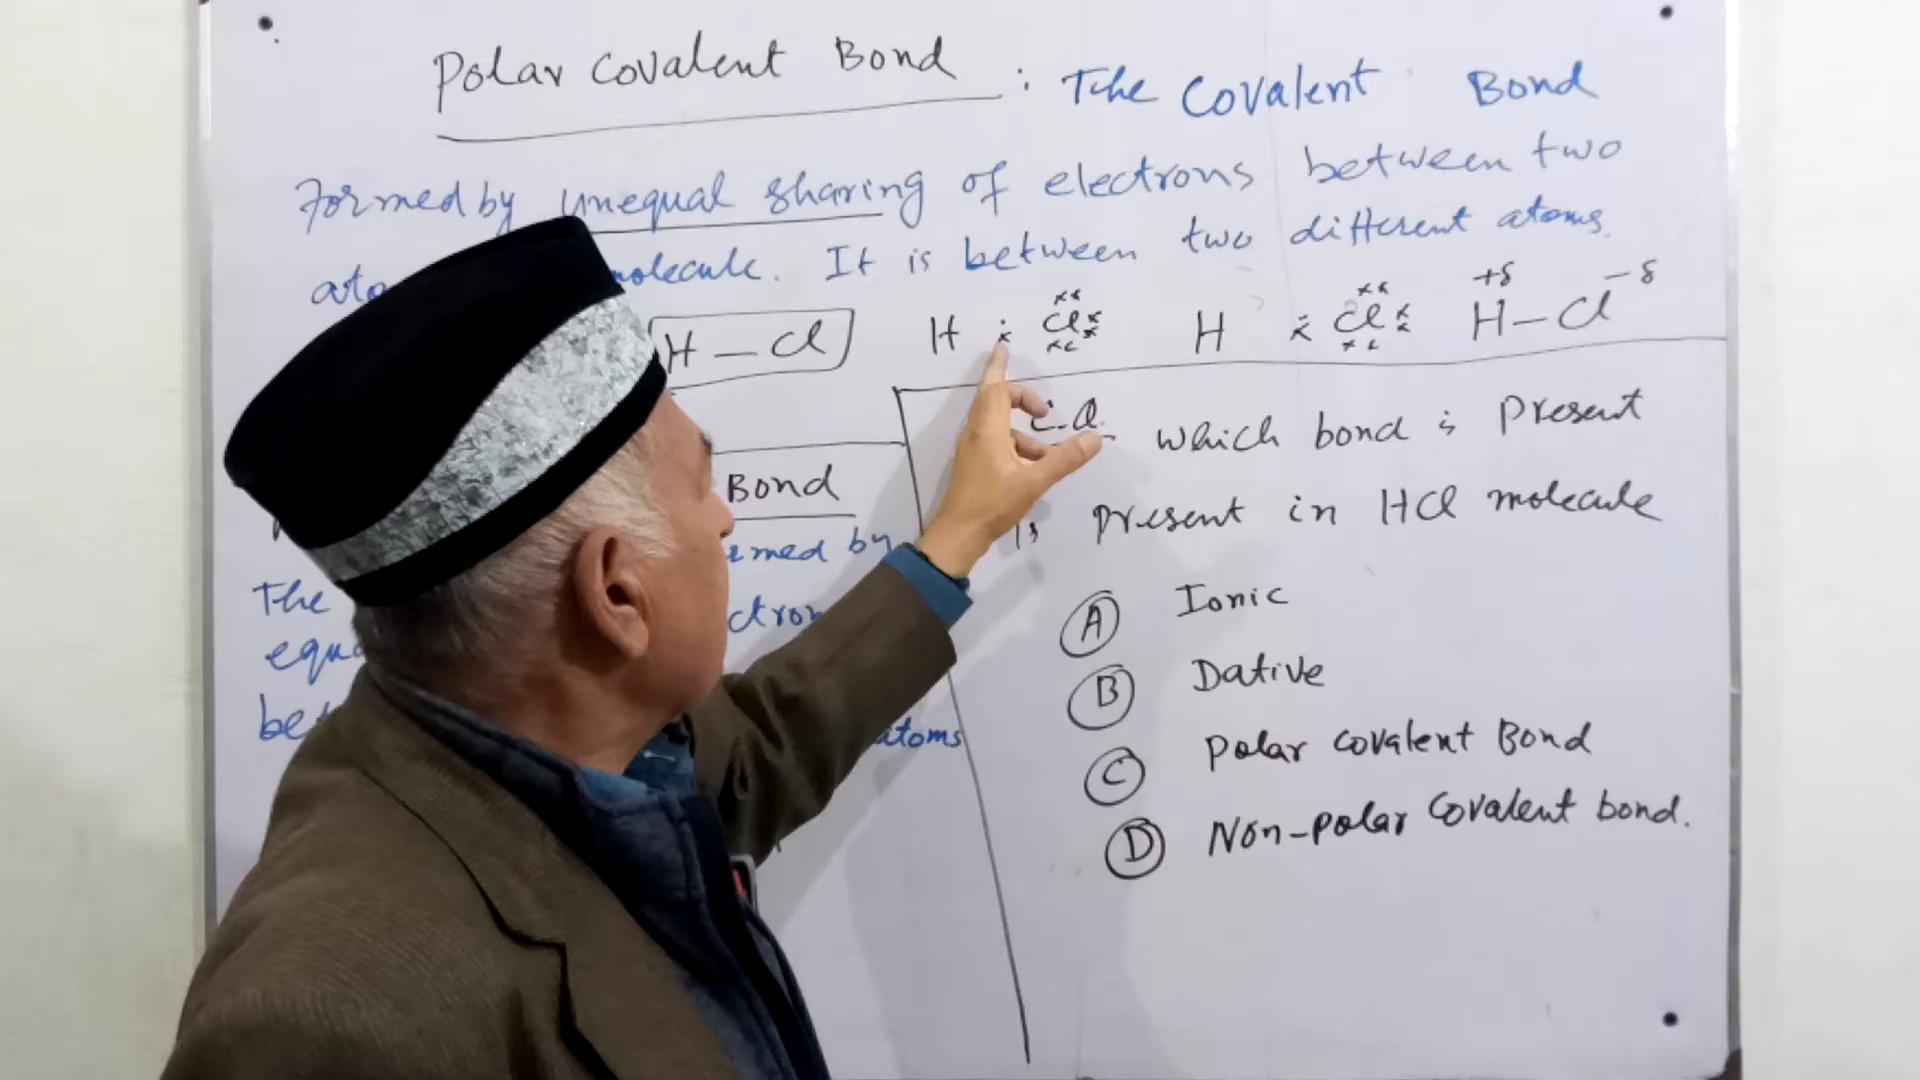 Polar Covalent Bond : The Covalent Bond
Formed by unequal sharing of electrons between two
molecule. It is between two different atoms.
H – Cl H Cl H Cl +δ H – Cl -δ
which bond is Present
Bond
is Present in HCl molecule
by
The
A Ionic
B Dative
C Polar Covalent Bond
atoms
D Non-polar Covalent bond.